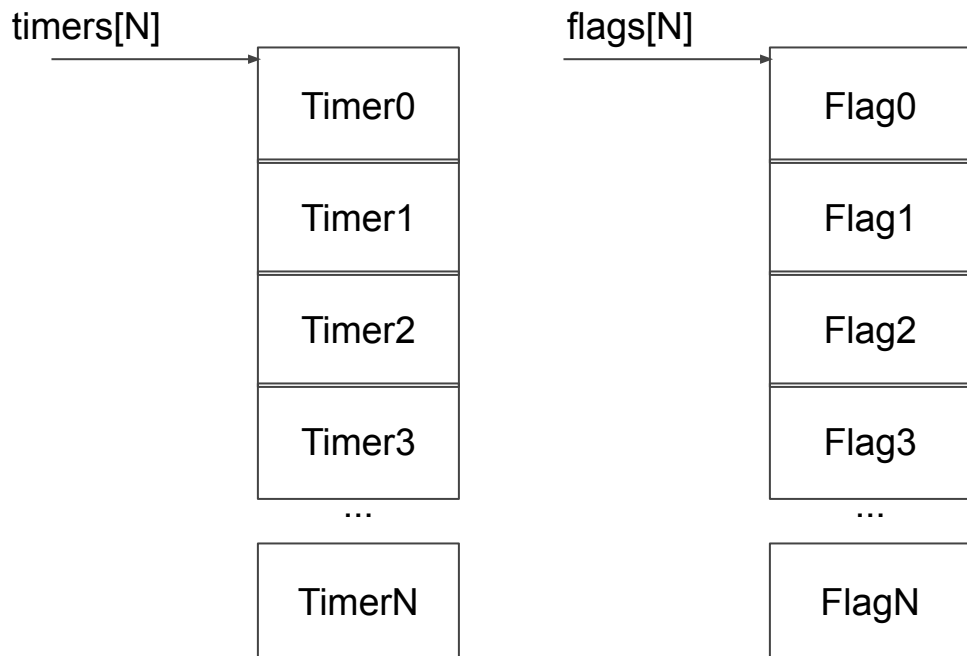 timers[N]
Timer0
Timer1
Timer2
Timer3
...
TimerN
flags[N]
Flag0
Flag1
Flag2
Flag3
...
FlagN